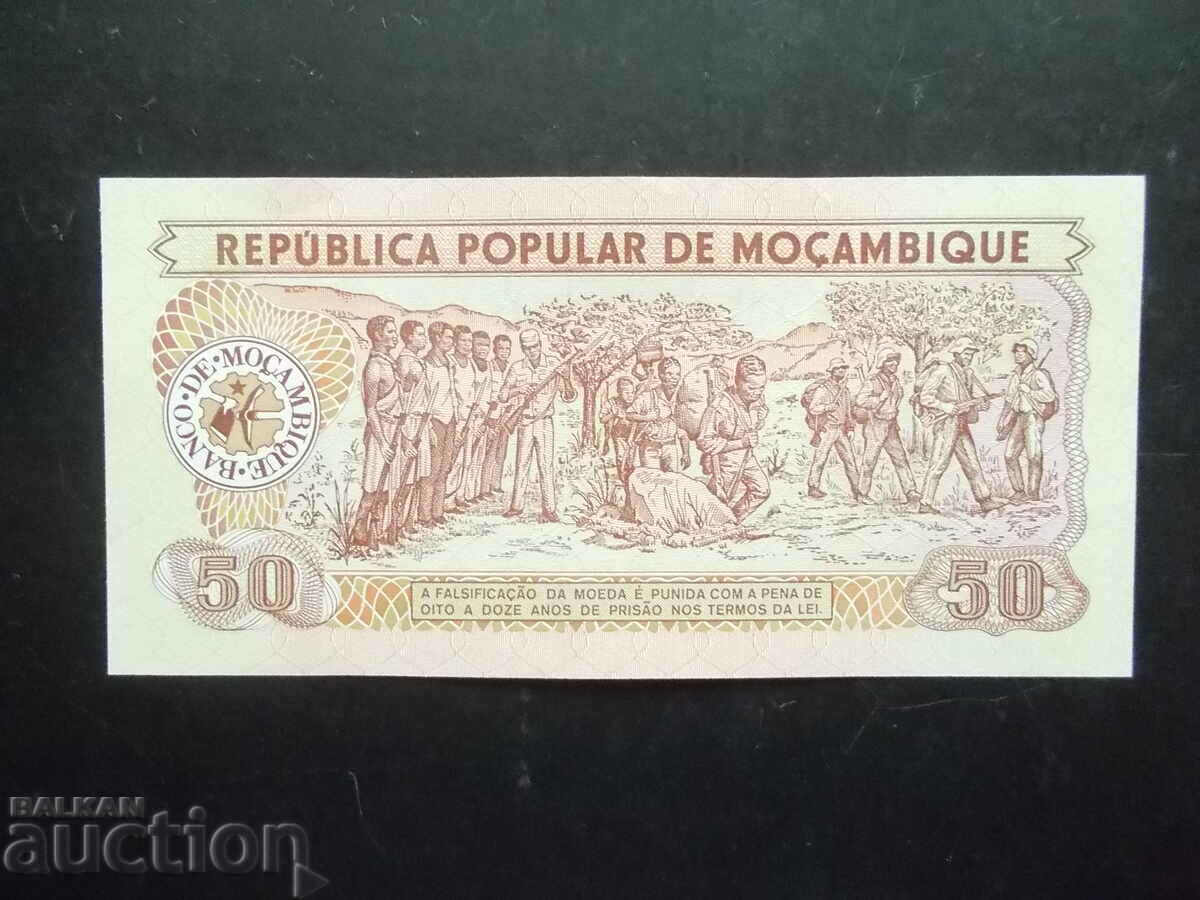 REPÚBLICA POPULAR DE MOÇAMBIQUE
BANCO·DE·MOÇAMBIQUE·
50
A FALSIFICAÇÃO DA MOEDA É PUNIDA COM A PENA DE
OITO A DOZE ANOS DE PRISÃO NOS TERMOS DA LEI.
50
BALKAN
auction